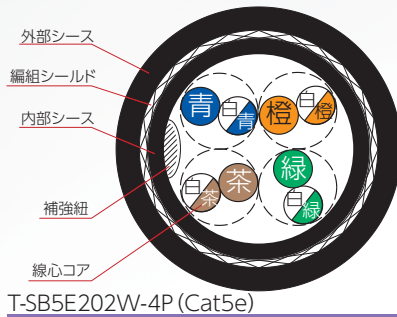 外部シース
編組シールド
内部シース
補強紐
線心コア
青
白
青
橙
白
橙
白
茶
茶
緑
白
緑
T-SB5E202W-4P (Cat5e)